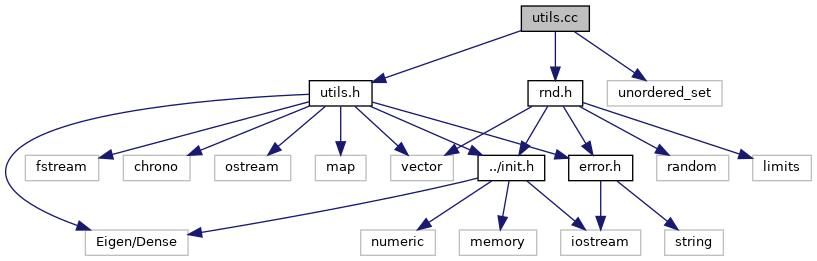 utils.cc
utils.h
rnd.h
unordered_set
fstream
chrono
ostream
map
vector
../init.h
error.h
random
limits
Eigen/Dense
numeric
memory
iostream
string